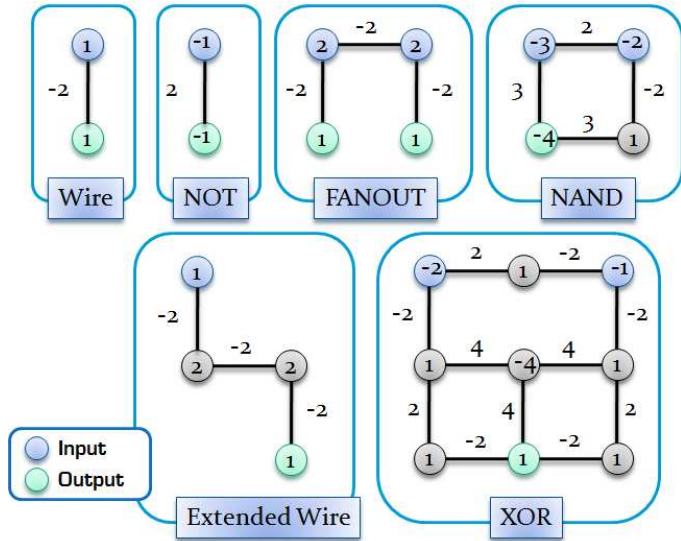 -2 2
1 -1 2 2 -3 -2
-2 2 -2 -2 3 -2
1 -1 1 1 -4 3 1
Wire NOT FANOUT NAND
2 -2
1 -2 1 -1
-2 -2 -2
-2 4 4
2 2 1 -4 1
-2 2 4 2
-2 -2
1 1 1 1
Input
Output
Extended Wire XOR